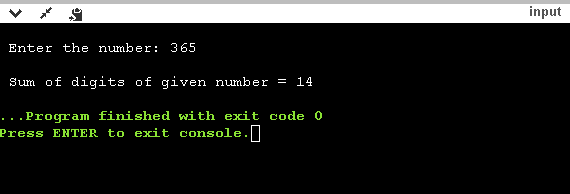 input
Enter the number: 365
Sum of digits of given number = 14
...Program finished with exit code 0
Press ENTER to exit console.